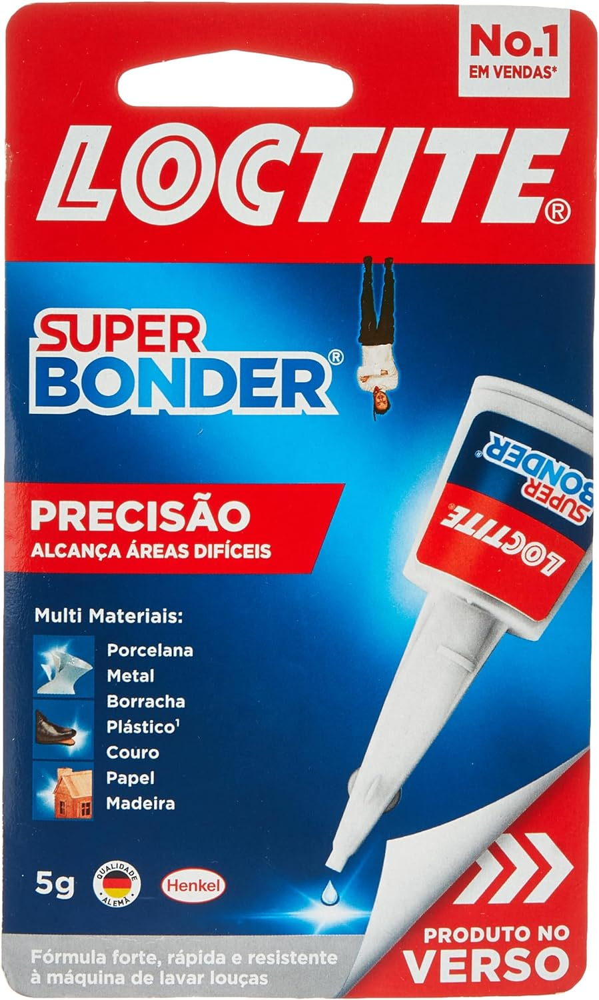 No.1
EM VENDAS*
LOCTITE®
SUPER
BONDER®
PRECISÃO
ALCANÇA ÁREAS DIFÍCEIS
BONDER®
SUPER
BONDER
LOCTITE®
Multi Materiais:
Porcelana
Metal
Borracha
Plástico¹
Couro
Papel
Madeira
5g
QUALIDADE
ALEMÃ
Henkel
PRODUTO NO
VERSO
Fórmula forte, rápida e resistente
à máquina de lavar louças